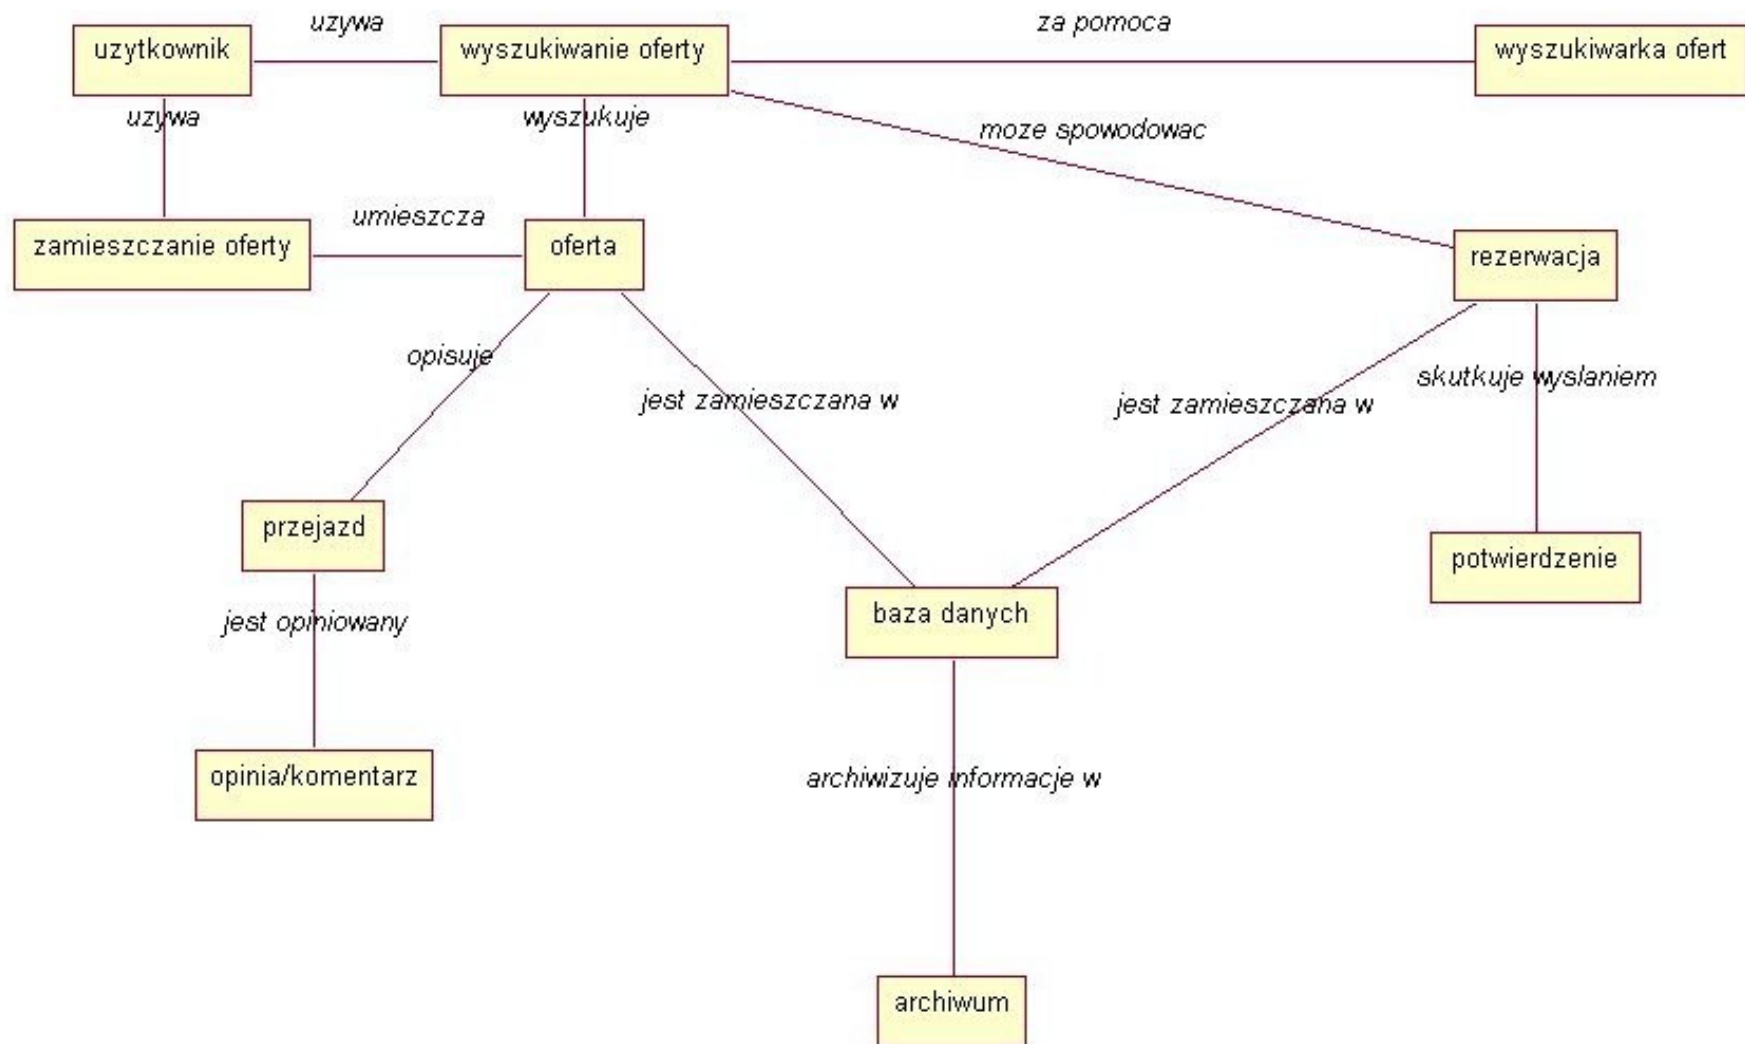 uzywa
za pomoca
uzytkownik
wyszukiwanie oferty
wyszukiwarka ofert
uzywa
wyszukuje
moze spowodowac
umieszcza
zamieszczanie oferty
oferta
rezerwacja
opisuje
jest zamieszczana w
jest zamieszczana w
skutkuje wyslaniem
przejazd
potwierdzenie
jest opiniowany
baza danych
opinia/komentarz
archiwizuje informacje w
archiwum